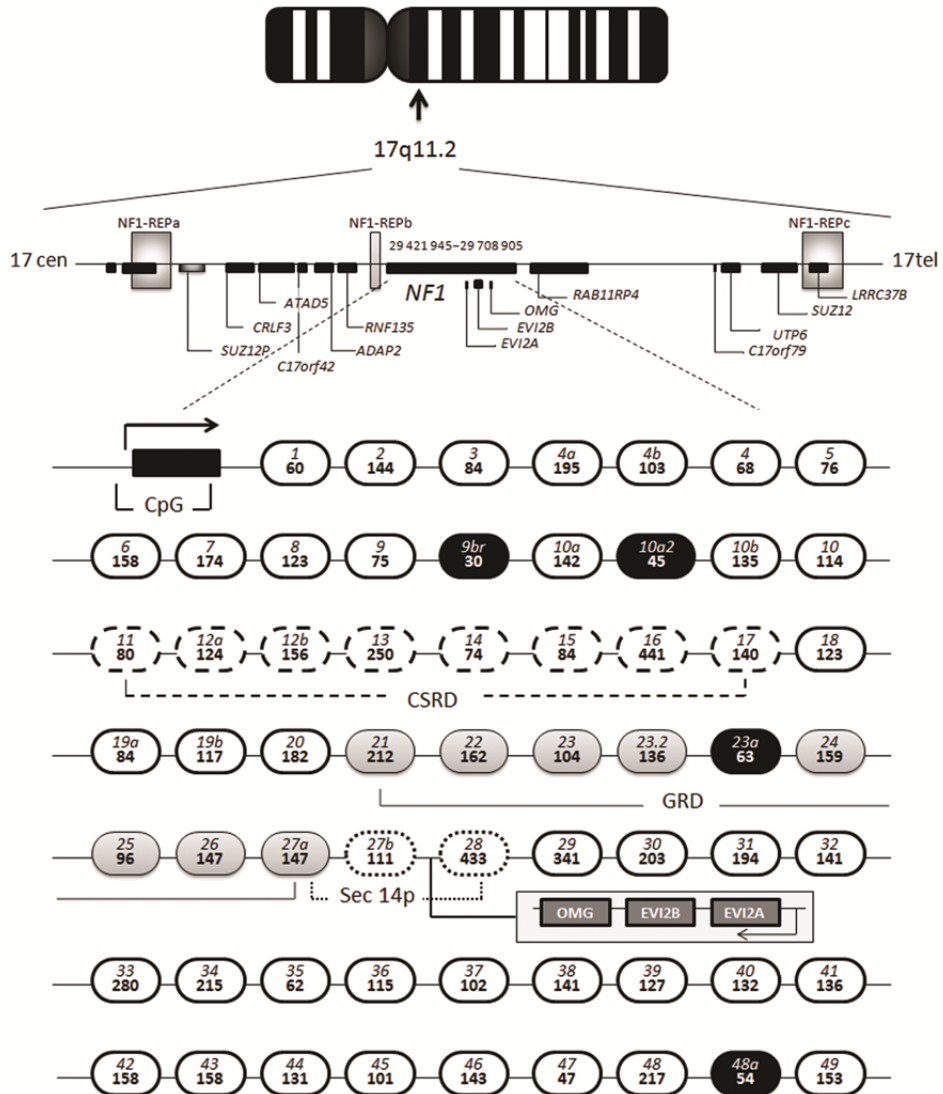 17q11.2
NF1-REPa
NF1-REPb
NF1-REPc
29 421 945–29 708 905
17 cen
17tel
NF1
RAB11RP4
LRRC37B
ATAD5
OMG
SUZ12
CRLF3
RNF135
EVI2B
UTP6
SUZ12P
ADAP2
EVI2A
C17orf79
C17orf42
1 2 3 4a 4b 4 5
60 144 84 195 103 68 76
CpG
6 7 8 9 9br 10a 10a2 10b 10
158 174 123 75 30 142 45 135 114
11 12a 12b 13 14 15 16 17 18
80 124 156 250 74 84 441 140 123
CSRD
19a 19b 20 21 22 23 23.2 23a 24
84 117 182 212 162 104 136 63 159
GRD
25 26 27a 27b 28 29 30 31 32
96 147 147 111 433 341 203 194 141
Sec 14p
OMG EVI2B EVI2A
33 34 35 36 37 38 39 40 41
280 215 62 115 102 141 127 132 136
42 43 44 45 46 47 48 48a 49
158 158 131 101 143 47 217 54 153